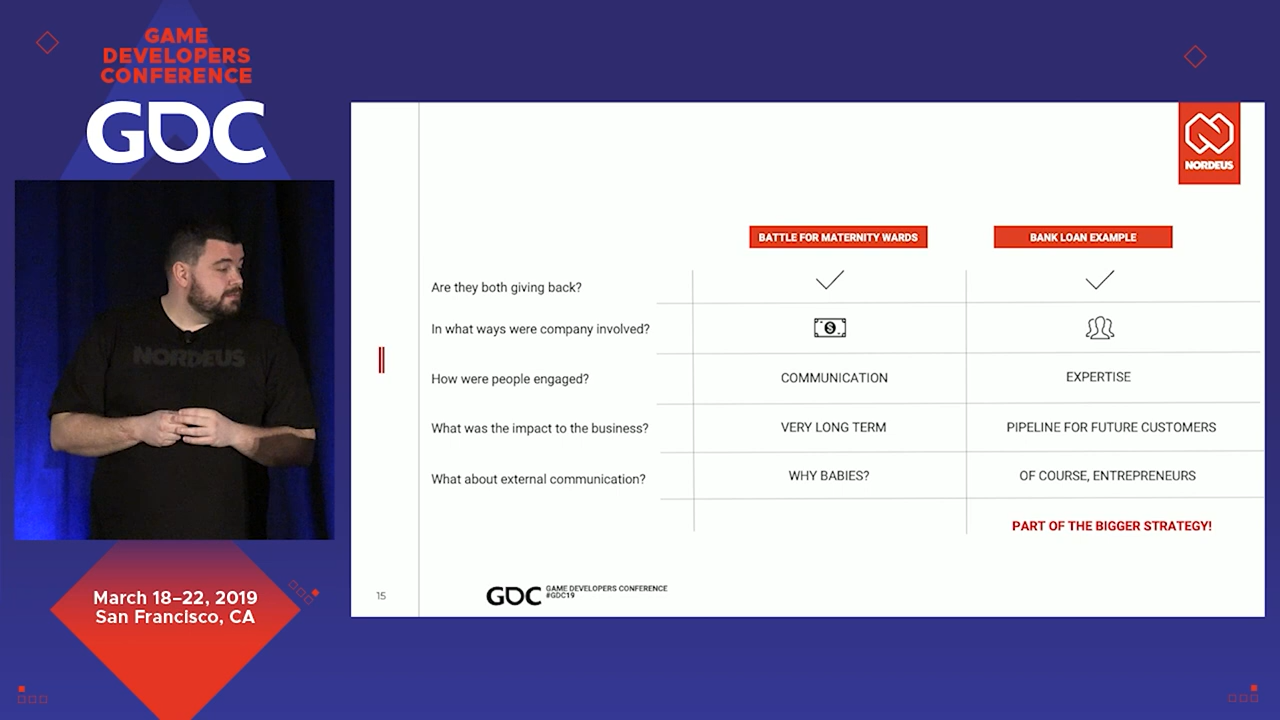 GAME
DEVELOPERS
CONFERENCE
GDC
NORDEUS
March 18–22, 2019
San Francisco, CA
NORDEUS
BATTLE FOR MATERNITY WARDS
BANK LOAN EXAMPLE
Are they both giving back?
In what ways were company involved?
How were people engaged?
COMMUNICATION
EXPERTISE
What was the impact to the business?
VERY LONG TERM
PIPELINE FOR FUTURE CUSTOMERS
What about external communication?
WHY BABIES?
OF COURSE, ENTREPRENEURS
PART OF THE BIGGER STRATEGY!
15
GDC
GAME DEVELOPERS CONFERENCE
#GDC19